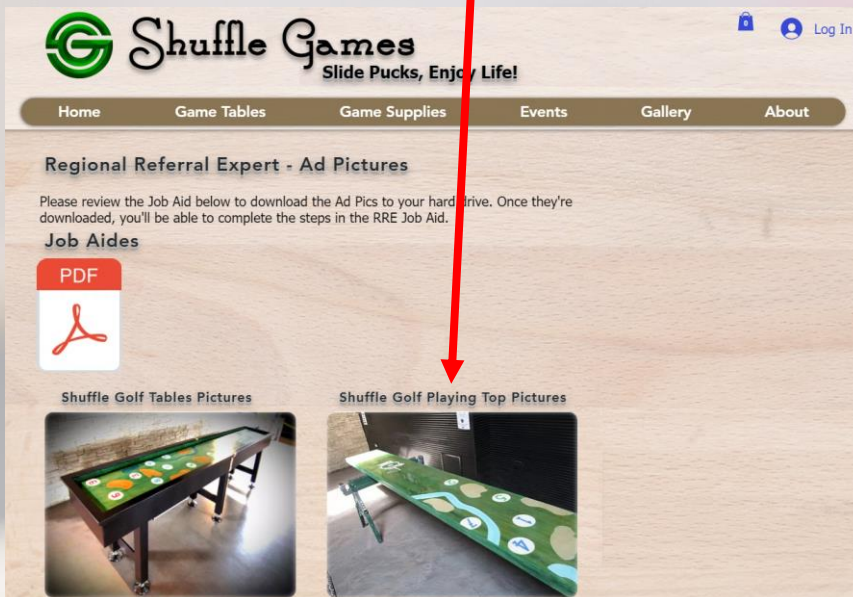 Shuffle Games
Slide Pucks, Enjoy Life!
0
Log In
Home Game Tables Game Supplies Events Gallery About
Regional Referral Expert - Ad Pictures
Please review the Job Aid below to download the Ad Pics to your hard drive. Once they're
downloaded, you'll be able to complete the steps in the RRE Job Aid.
Job Aides
PDF
Shuffle Golf Tables Pictures
Shuffle Golf Playing Top Pictures